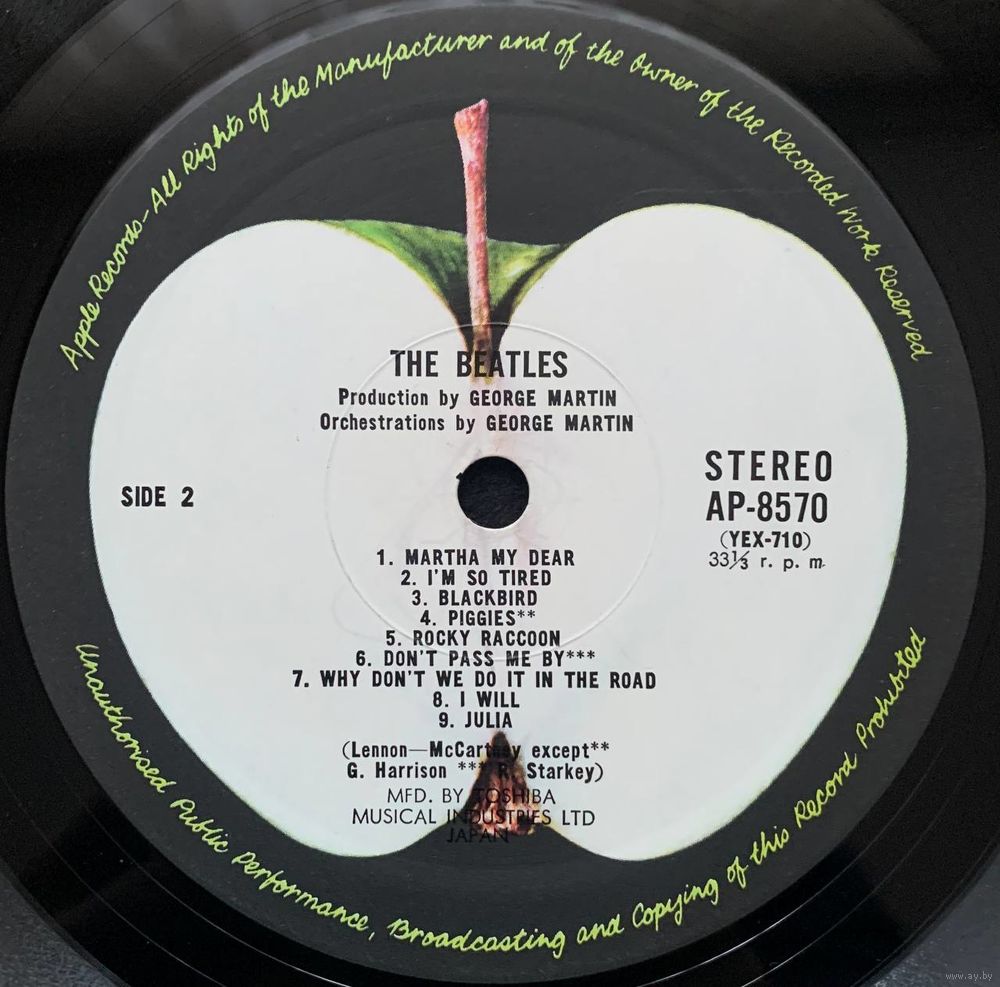 Apple Records-All Rights of the Manufacturer and of the Owner of the Recorded Work Reserved
THE BEATLES
Production by GEORGE MARTIN
Orchestrations by GEORGE MARTIN
STEREO
AP-8570
SIDE 2
(YEX-710)
33⅓ r. p. m.
1. MARTHA MY DEAR
2. I'M SO TIRED
3. BLACKBIRD
4. PIGGIES**
5. ROCKY RACCOON
6. DON'T PASS ME BY***
7. WHY DON'T WE DO IT IN THE ROAD
8. I WILL
9. JULIA
(Lennon—McCartney except**
G. Harrison *** R. Starkey)
MFD. BY TOSHIBA
MUSICAL INDUSTRIES LTD
JAPAN
Unauthorised Public Performance, Broadcasting and Copying of this Record Prohibited
www.ay.by